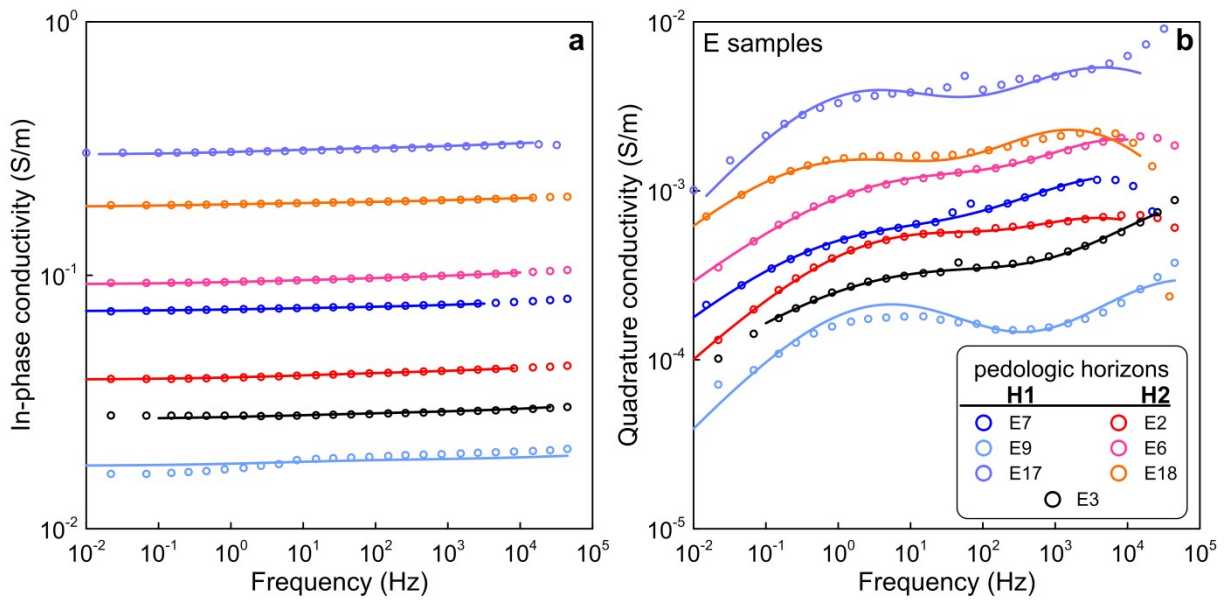 a
In-phase conductivity (S/m)
10^0
10^-1
10^-2
10^-2 10^-1 10^0 10^1 10^2 10^3 10^4 10^5
Frequency (Hz)
E samples b
Quadrature conductivity (S/m)
10^-2
10^-3
10^-4
10^-5
10^-2 10^-1 10^0 10^1 10^2 10^3 10^4 10^5
Frequency (Hz)
pedologic horizons
H1 H2
E7 E2
E9 E6
E17 E18
E3